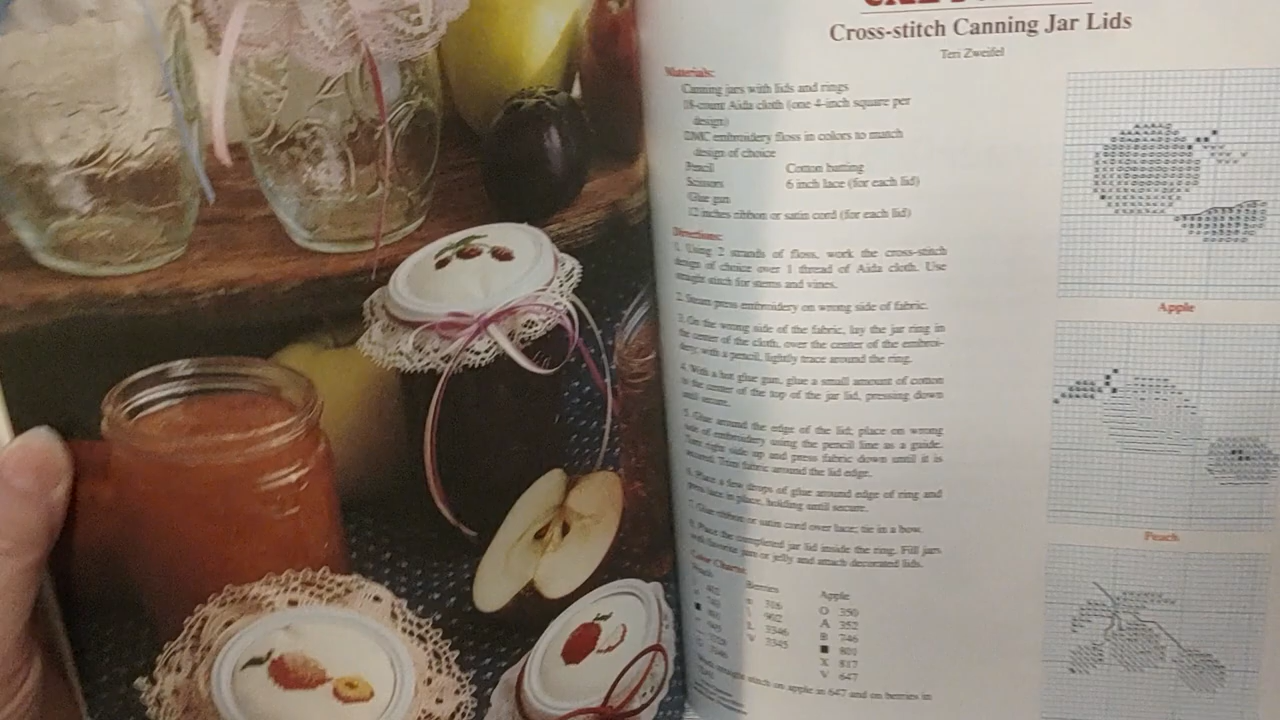 Cross-stitch Canning Jar Lids
Teri Zweifel
Materials:
Canning jars with lids and rings
18-count Aida cloth (one 4-inch square per
design)
DMC embroidery floss in colors to match
design of choice
Pencil Cotton batting
Scissors 6 inch lace (for each lid)
Glue gun
12 inches ribbon or satin cord (for each lid)
Directions:
1. Using 2 strands of floss, work the cross-stitch
design of choice over 1 thread of Aida cloth. Use
straight stitch for stems and vines.
2. Steam press embroidery on wrong side of fabric.
3. On the wrong side of the fabric, lay the jar ring in
the center of the cloth, over the center of the embroi-
dery; with a pencil, lightly trace around the ring.
4. With a hot glue gun, glue a small amount of cotton
to the center of the top of the jar lid, pressing down
until secure.
5. Glue around the edge of the lid; place on wrong
side of embroidery using the pencil line as a guide.
Turn right side up and press fabric down until it is
secured. Trim fabric around the lid edge.
6. Place a few drops of glue around edge of ring and
press lace in place, holding until secure.
7. Glue ribbon or satin cord over lace; tie in a bow.
8. Place the completed jar lid inside the ring. Fill jars
with favorite jam or jelly and attach decorated lids.
Color Charts:
Peach
Berries
316
902
L 3346
V 3345
Apple
O 350
A 352
B 746
■ 801
X 817
V 647
straight stitch on apple in 647 and on berries in
Apple
Peach